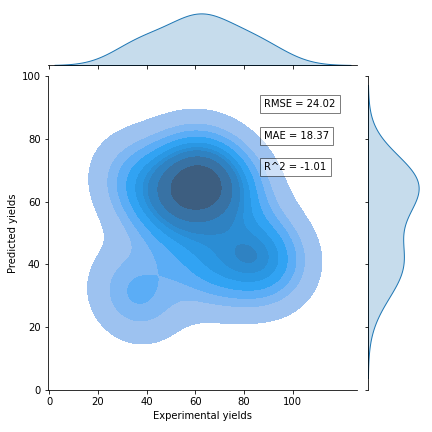 100
80
60
40
20
0
Predicted yields
RMSE = 24.02
MAE = 18.37
R^2 = -1.01
0 20 40 60 80 100
Experimental yields